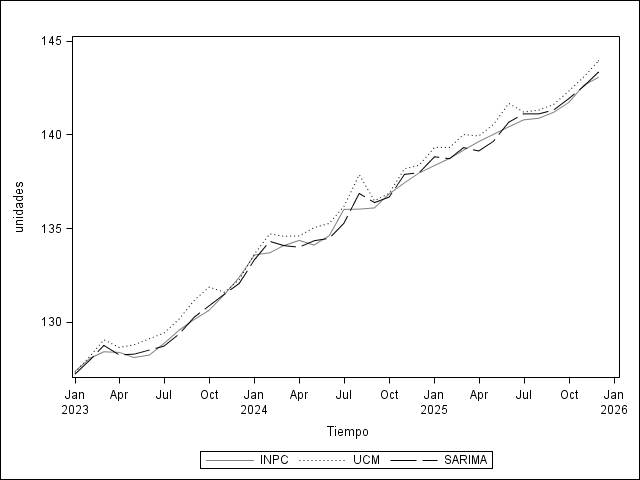 145
140
135
130
unidades
Jan Apr Jul Oct Jan Apr Jul Oct Jan Apr Jul Oct Jan
2023 2024 2025 2026
Tiempo
INPC UCM SARIMA